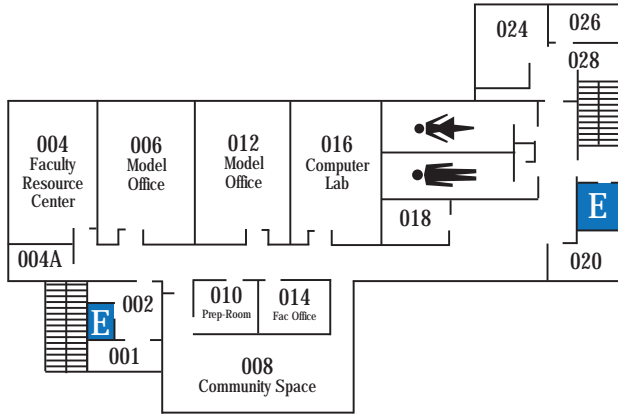 024
026
028
004
Faculty
Resource
Center
006
Model
Office
012
Model
Office
016
Computer
Lab
018
E
004A
020
002
E
010
Prep-Room
014
Fac Office
001
008
Community Space